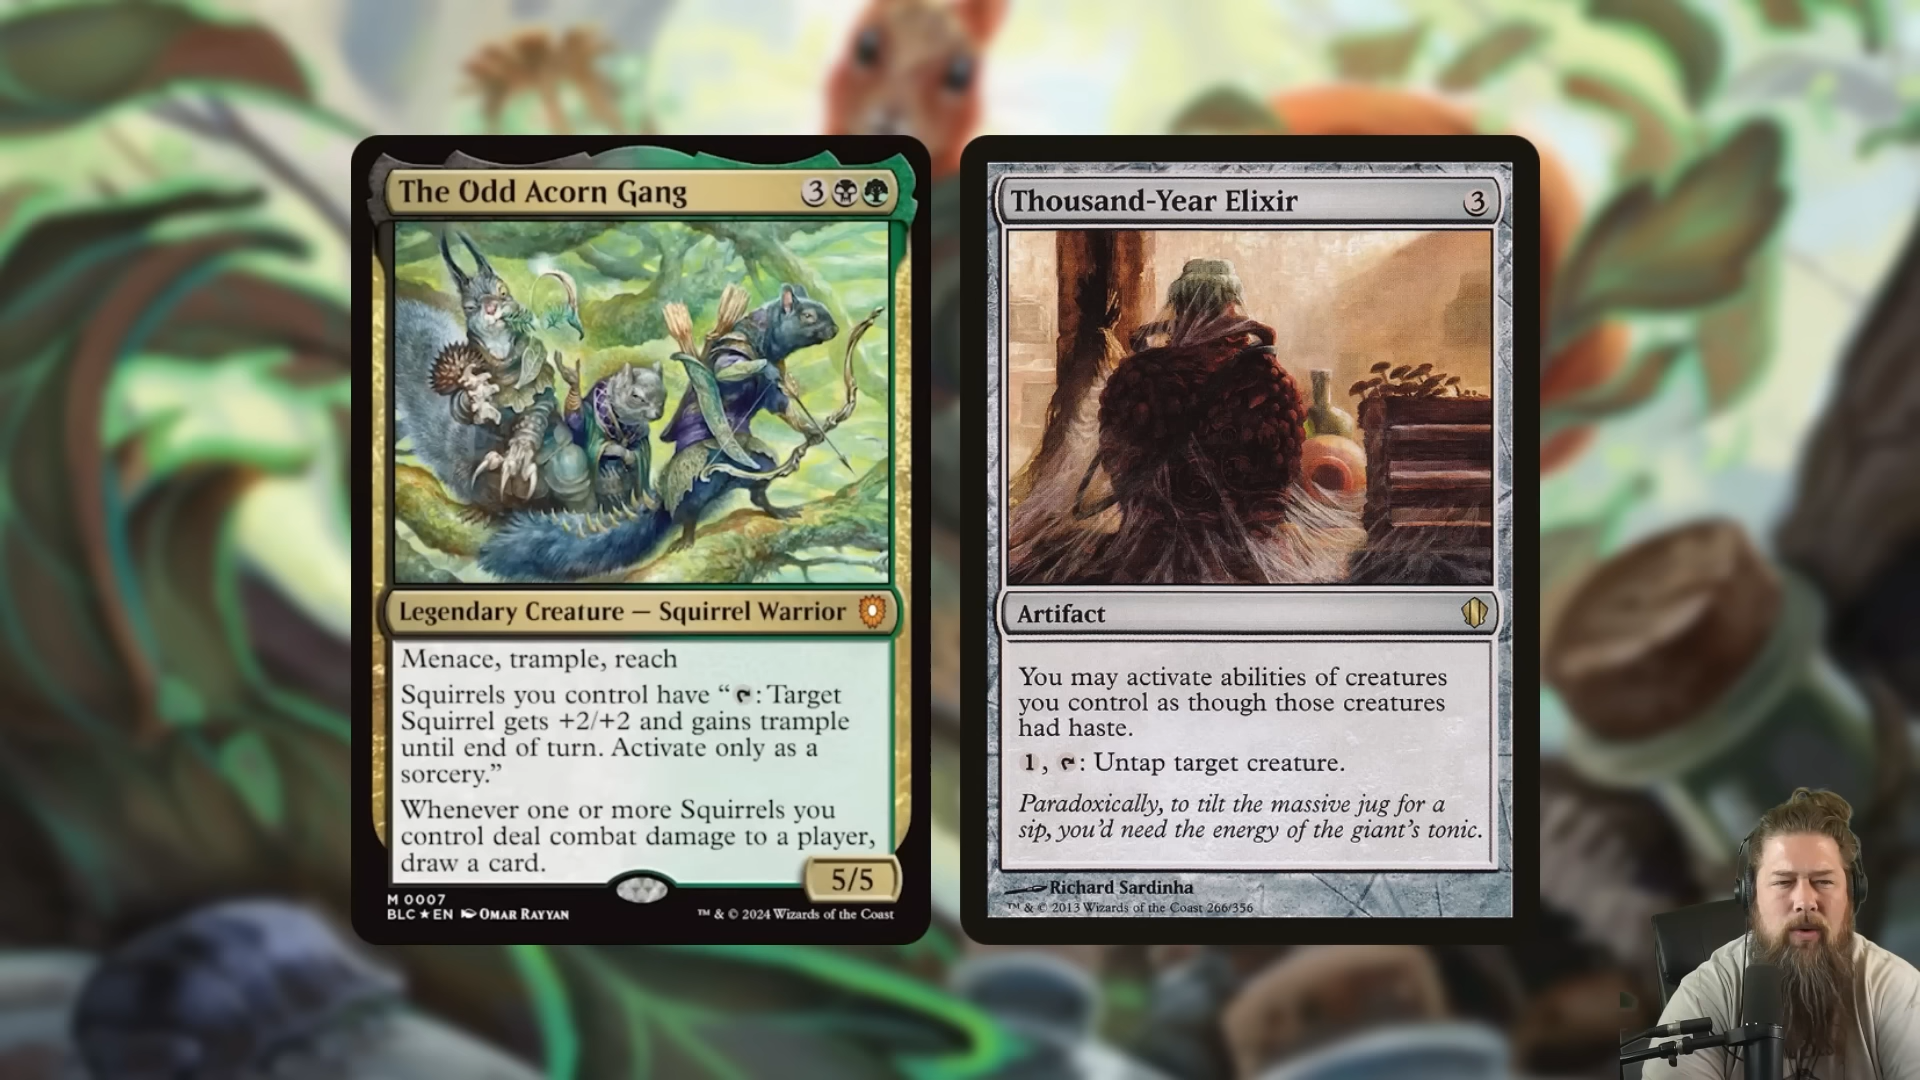 The Odd Acorn Gang 3
Legendary Creature — Squirrel Warrior
Menace, trample, reach
Squirrels you control have “ : Target
Squirrel gets +2/+2 and gains trample
until end of turn. Activate only as a
sorcery.”
Whenever one or more Squirrels you
control deal combat damage to a player,
draw a card.
5/5
M 0007
BLC ★ EN OMAR RAYYAN
™ & © 2024 Wizards of the Coast
Thousand-Year Elixir 3
Artifact
You may activate abilities of creatures
you control as though those creatures
had haste.
1, : Untap target creature.
Paradoxically, to tilt the massive jug for a
sip, you’d need the energy of the giant’s tonic.
Richard Sardinha
™ & © 2013 Wizards of the Coast 266/356